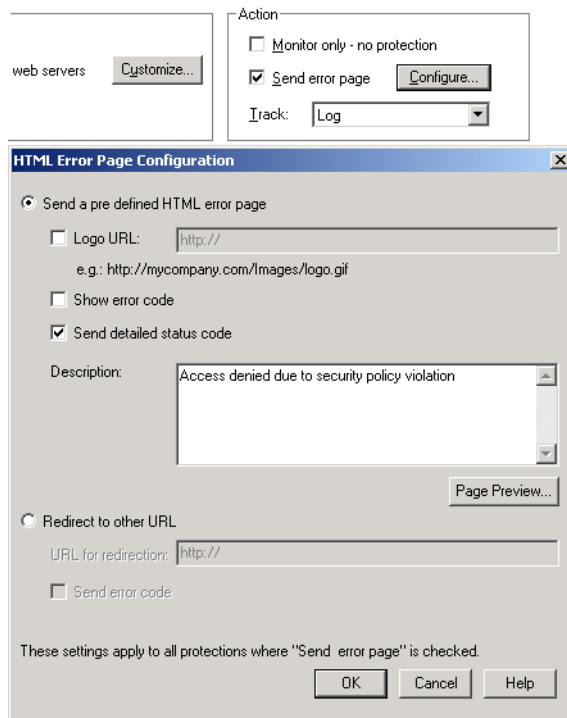 Action
Monitor only - no protection
web servers Customize...
Send error page Configure...
Track: Log
HTML Error Page Configuration
Send a pre defined HTML error page
Logo URL: http://
e.g.: http://mycompany.com/Images/logo.gif
Show error code
Send detailed status code
Description: Access denied due to security policy violation
Page Preview...
Redirect to other URL
URL for redirection: http://
Send error code
These settings apply to all protections where "Send error page" is checked.
OK Cancel Help